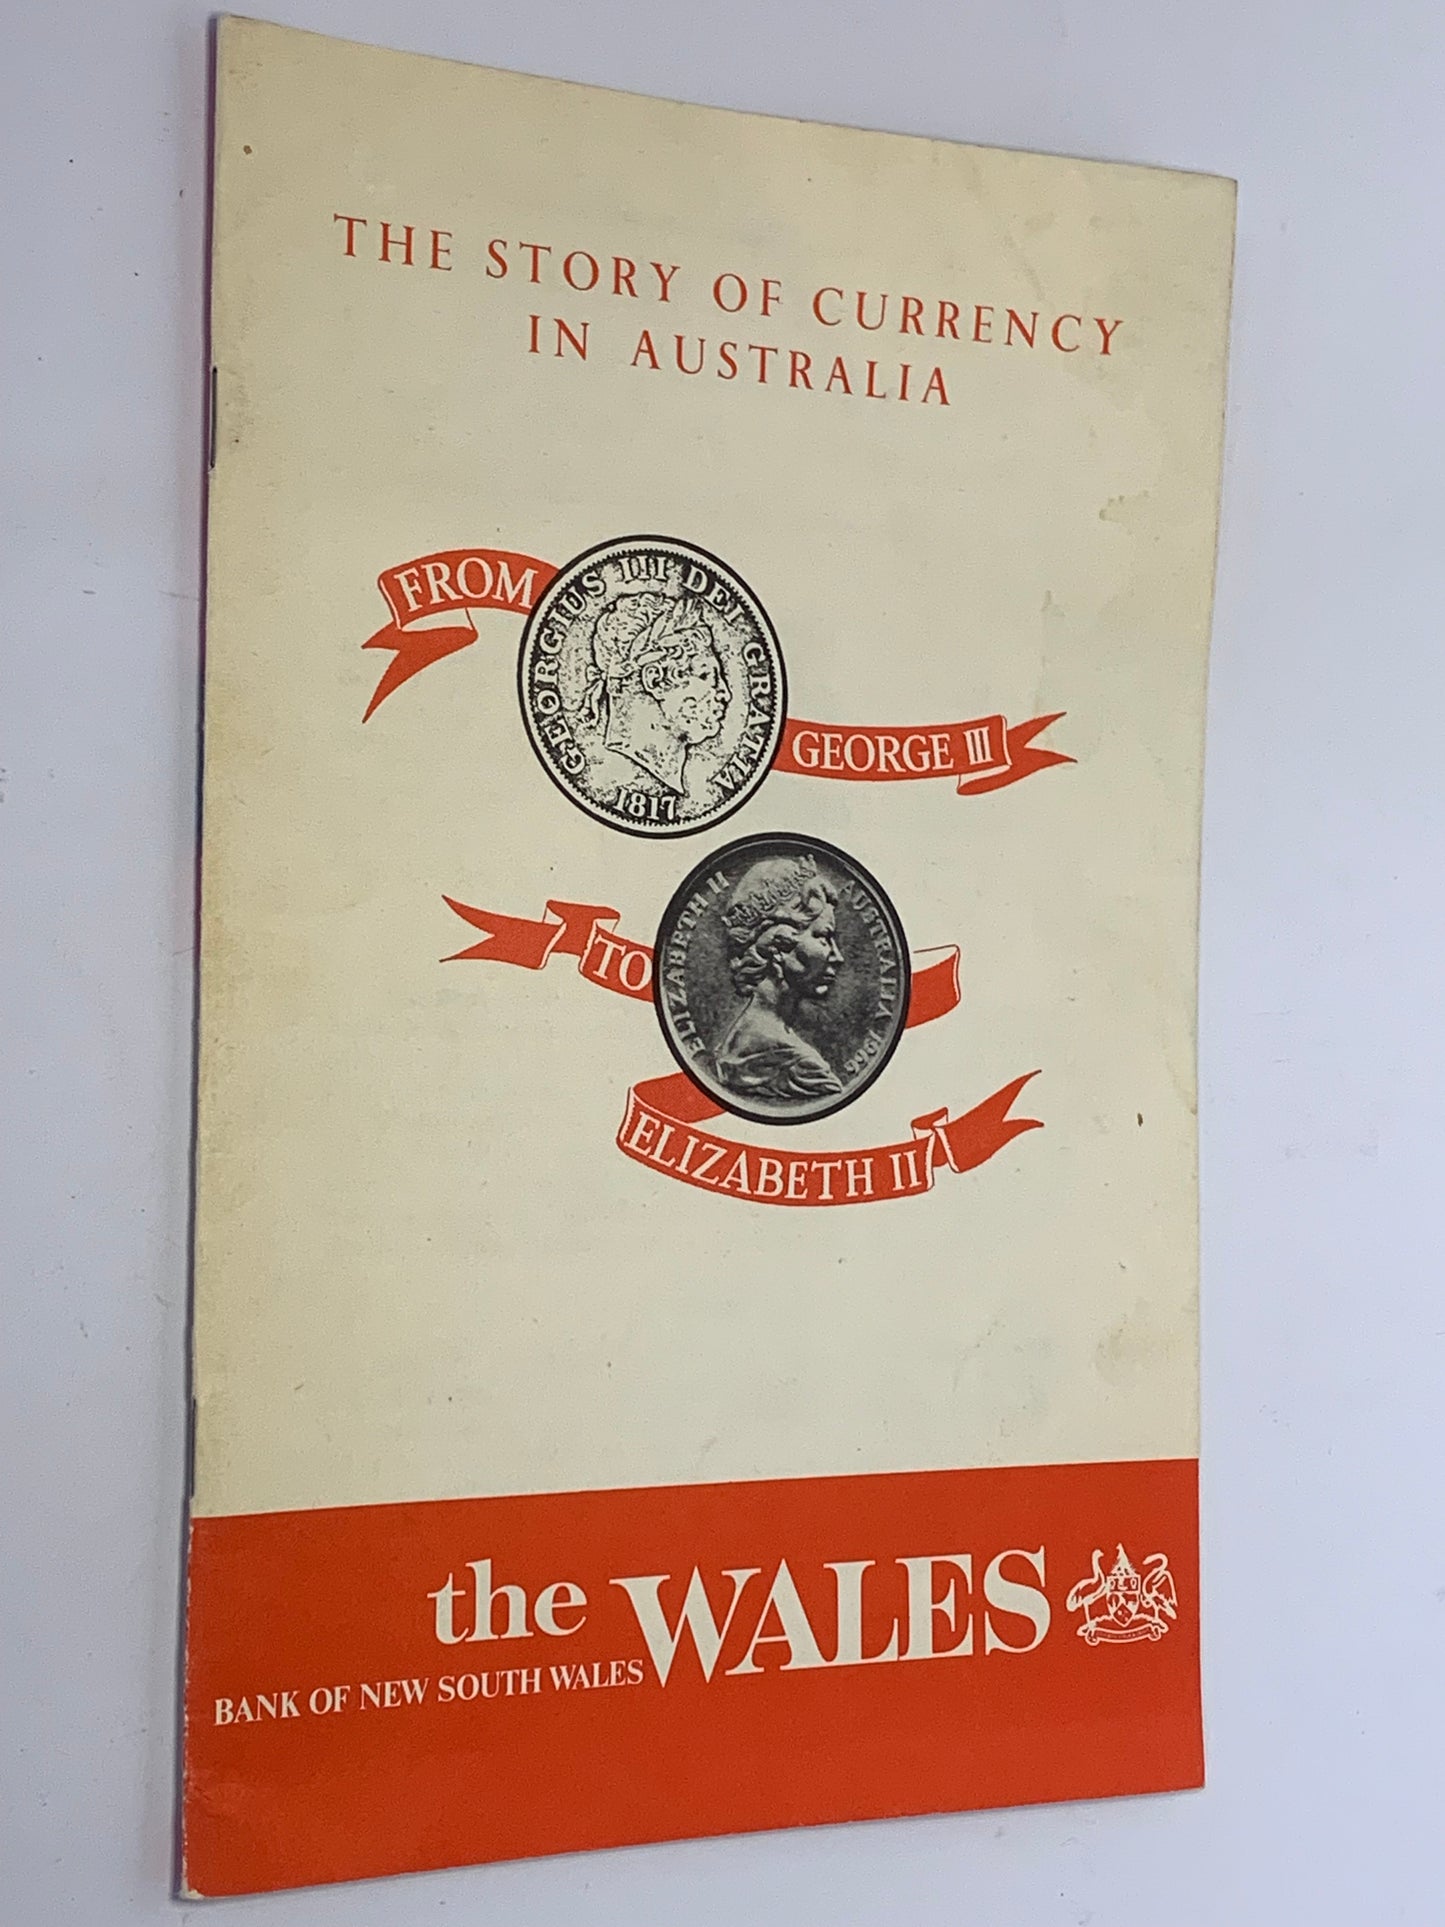 THE STORY OF CURRENCY
IN AUSTRALIA
FROM
GEORGIUS III DEI GRATIA
1817
GEORGE III
TO
ELIZABETH II AUSTRALIA 1966
ELIZABETH II
the WALES
BANK OF NEW SOUTH WALES